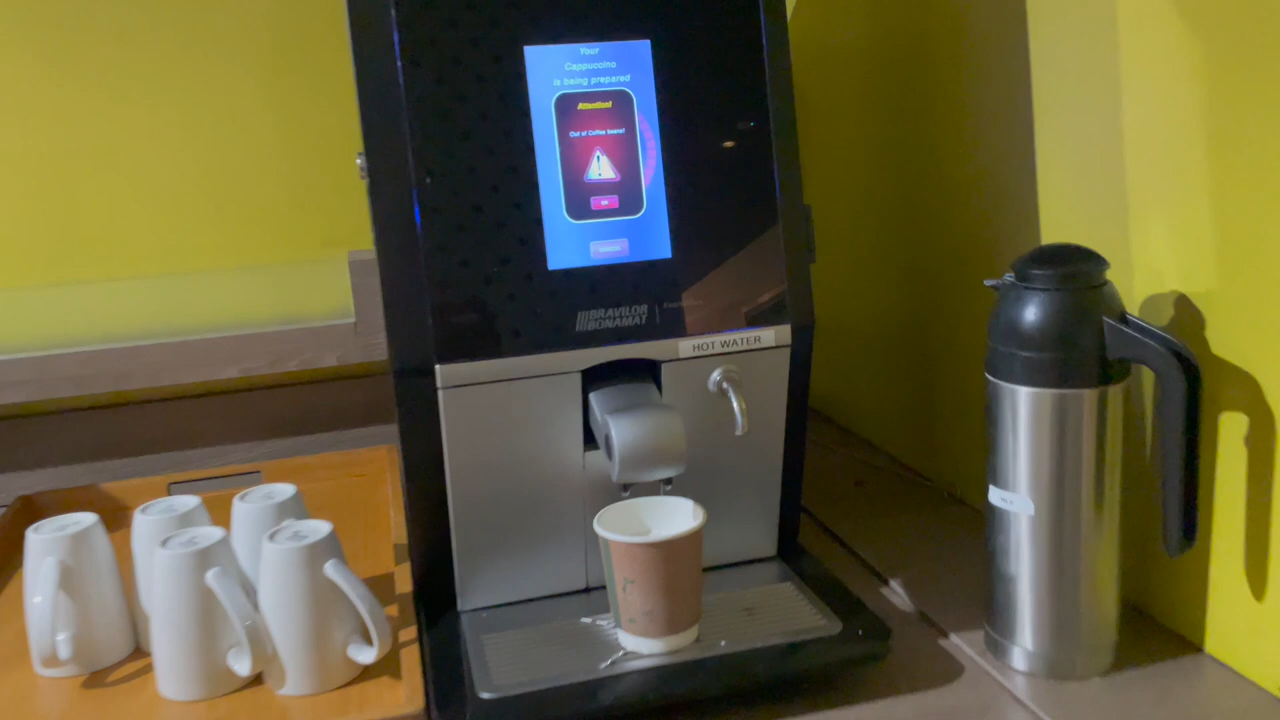 Your
Cappuccino
is being prepared
Attention!
Out of Coffee beans!
OK
BRAVILOR
BONAMAT
HOT WATER